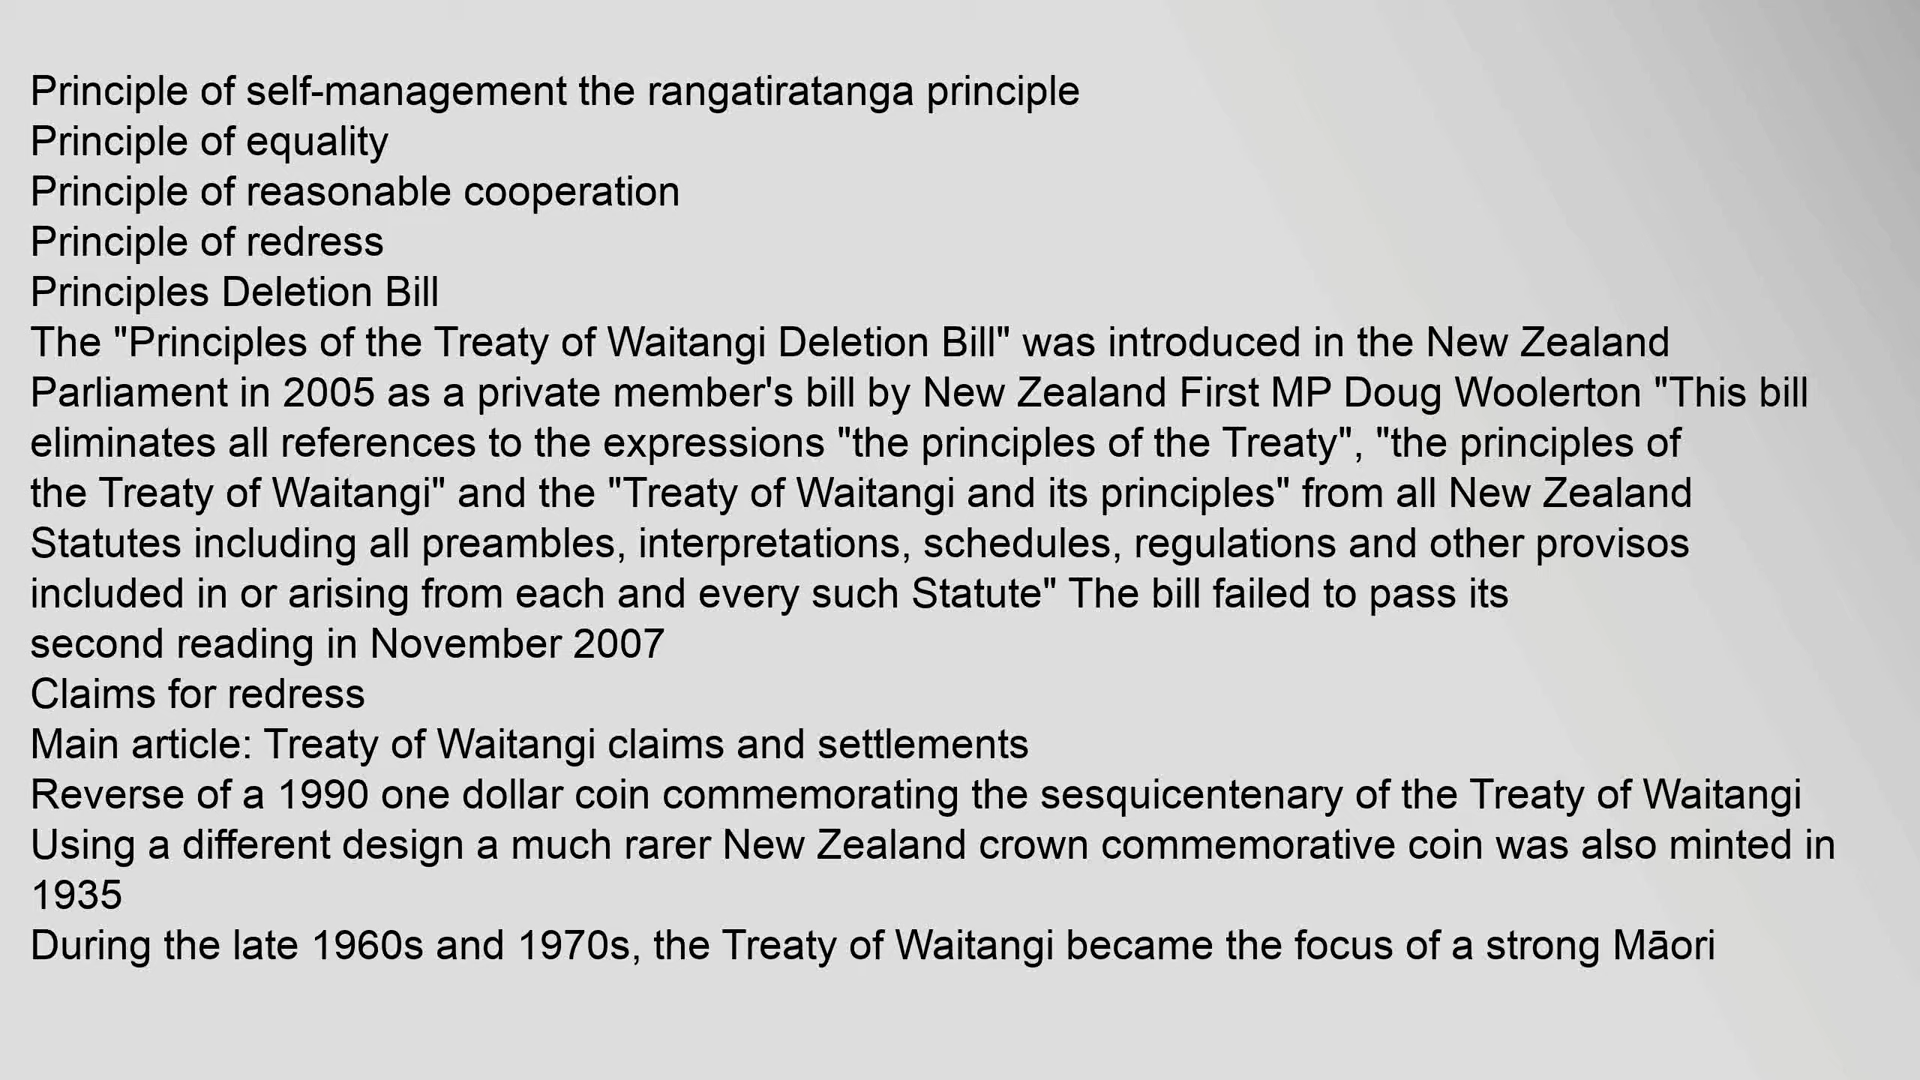 Principle of self-management the rangatiratanga principle
Principle of equality
Principle of reasonable cooperation
Principle of redress
Principles Deletion Bill
The "Principles of the Treaty of Waitangi Deletion Bill" was introduced in the New Zealand
Parliament in 2005 as a private member's bill by New Zealand First MP Doug Woolerton "This bill
eliminates all references to the expressions "the principles of the Treaty", "the principles of
the Treaty of Waitangi" and the "Treaty of Waitangi and its principles" from all New Zealand
Statutes including all preambles, interpretations, schedules, regulations and other provisos
included in or arising from each and every such Statute" The bill failed to pass its
second reading in November 2007
Claims for redress
Main article: Treaty of Waitangi claims and settlements
Reverse of a 1990 one dollar coin commemorating the sesquicentenary of the Treaty of Waitangi
Using a different design a much rarer New Zealand crown commemorative coin was also minted in
1935
During the late 1960s and 1970s, the Treaty of Waitangi became the focus of a strong Māori